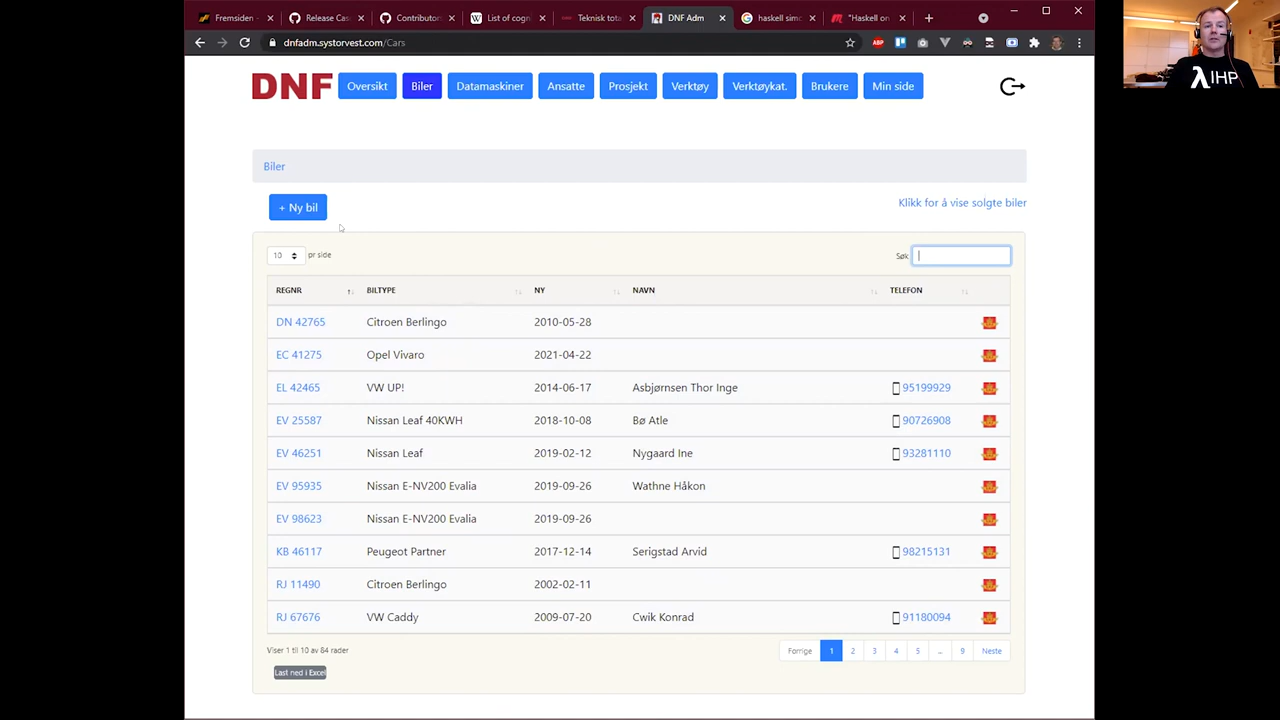 Fremsiden -
Release Cas
Contributor
List of cogn
Teknisk tota
DNF Adm
haskell simo
"Haskell on
dnfadm.systorvest.com/Cars
λIHP
DNF
Oversikt
Biler
Datamaskiner
Ansatte
Prosjekt
Verktøy
Verktøykat.
Brukere
Min side
Biler
+ Ny bil
Klikk for å vise solgte biler
10 pr side
Søk
REGNR BILTYPE NY NAVN TELEFON
DN 42765 Citroen Berlingo 2010-05-28
EC 41275 Opel Vivaro 2021-04-22
EL 42465 VW UP! 2014-06-17 Asbjørnsen Thor Inge 95199929
EV 25587 Nissan Leaf 40KWH 2018-10-08 Bø Atle 90726908
EV 46251 Nissan Leaf 2019-02-12 Nygaard Ine 93281110
EV 95935 Nissan E-NV200 Evalia 2019-09-26 Wathne Håkon
EV 98623 Nissan E-NV200 Evalia 2019-09-26
KB 46117 Peugeot Partner 2017-12-14 Serigstad Arvid 98215131
RJ 11490 Citroen Berlingo 2002-02-11
RJ 67676 VW Caddy 2009-07-20 Cwik Konrad 91180094
Viser 1 til 10 av 84 rader
Forrige 1 2 3 4 5 ... 9 Neste
Last ned i Excel